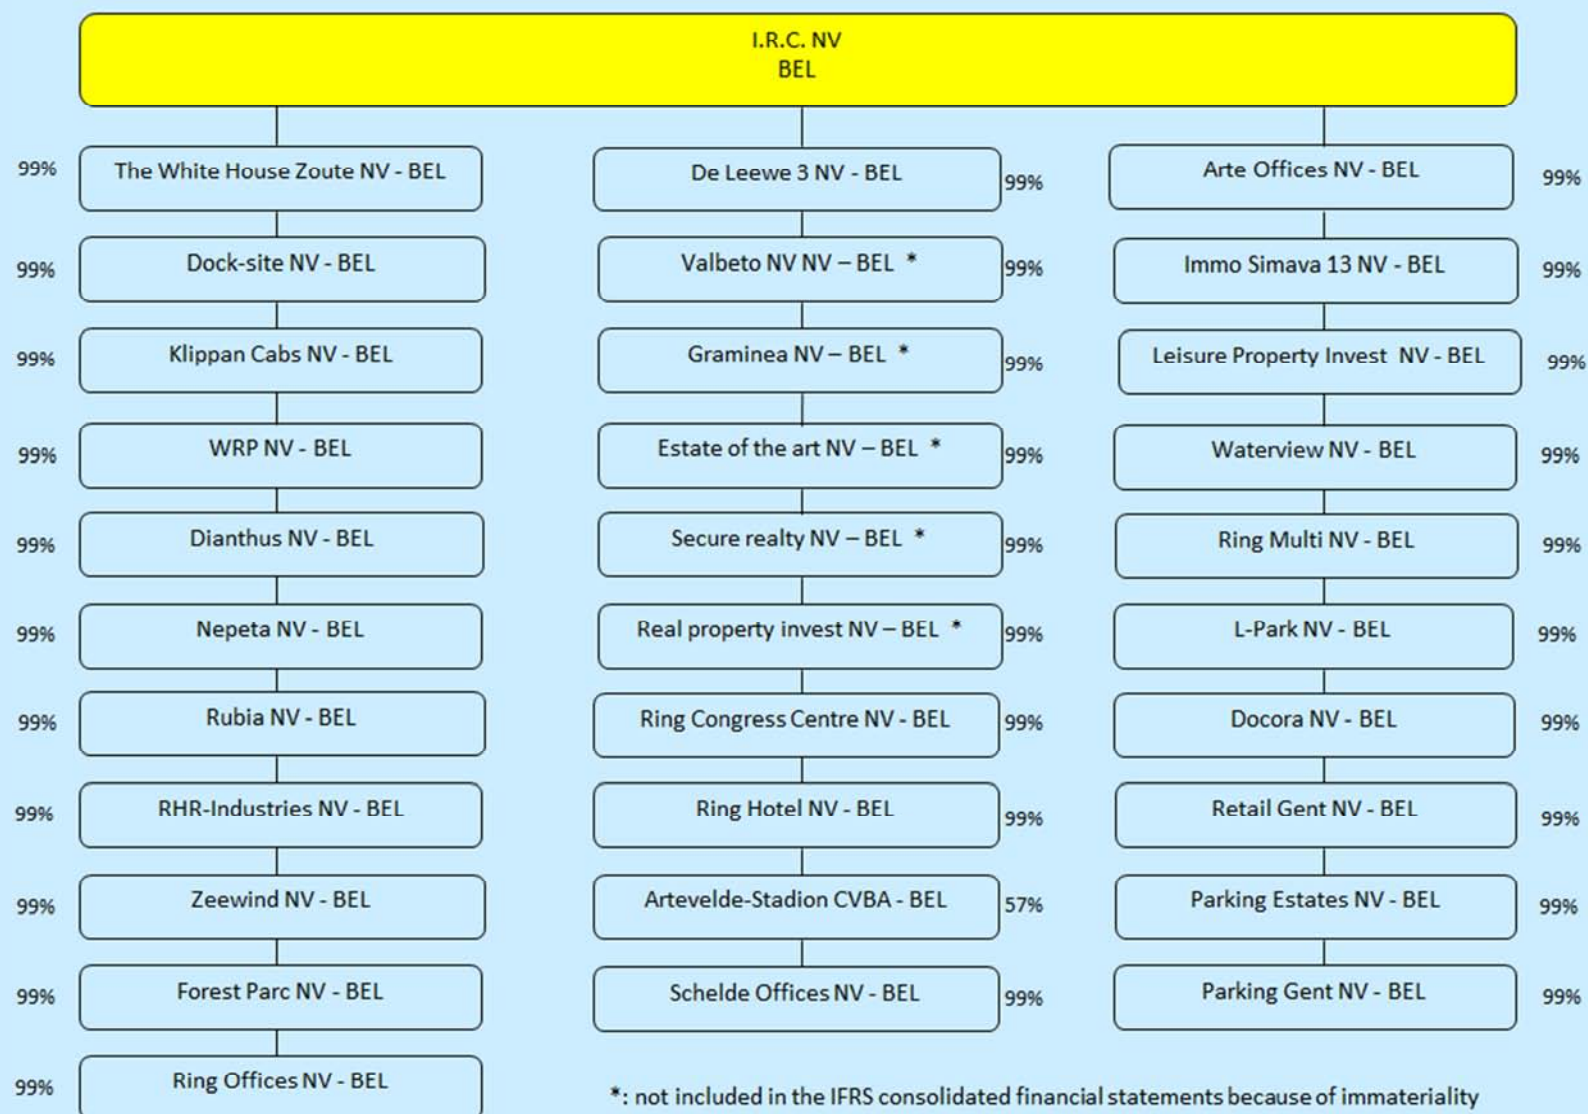 I.R.C. NV
BEL
99% The White House Zoute NV - BEL
De Leewe 3 NV - BEL 99%
Arte Offices NV - BEL 99%
99% Dock-site NV - BEL
Valbeto NV NV – BEL * 99%
Immo Simava 13 NV - BEL 99%
99% Klippan Cabs NV - BEL
Graminea NV – BEL * 99%
Leisure Property Invest NV - BEL 99%
99% WRP NV - BEL
Estate of the art NV – BEL * 99%
Waterview NV - BEL 99%
99% Dianthus NV - BEL
Secure realty NV – BEL * 99%
Ring Multi NV - BEL 99%
99% Nepeta NV - BEL
Real property invest NV – BEL * 99%
L-Park NV - BEL 99%
99% Rubia NV - BEL
Ring Congress Centre NV - BEL 99%
Docora NV - BEL 99%
99% RHR-Industries NV - BEL
Ring Hotel NV - BEL 99%
Retail Gent NV - BEL 99%
99% Zeewind NV - BEL
Artevelde-Stadion CVBA - BEL 57%
Parking Estates NV - BEL 99%
99% Forest Parc NV - BEL
Schelde Offices NV - BEL 99%
Parking Gent NV - BEL 99%
99% Ring Offices NV - BEL
*: not included in the IFRS consolidated financial statements because of immateriality